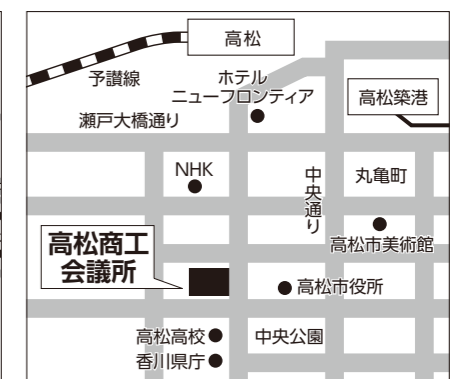 高松
予讃線
ホテル
ニューフロンティア
高松築港
瀬戸大橋通り
NHK
中央通り
丸亀町
高松市美術館
高松商工
会議所
高松市役所
高松高校
中央公園
香川県庁